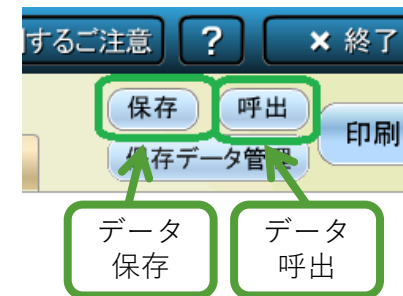 するご注意 ? × 終了
保存 呼出 印刷
保存データ管理
データ 保存
データ 呼出